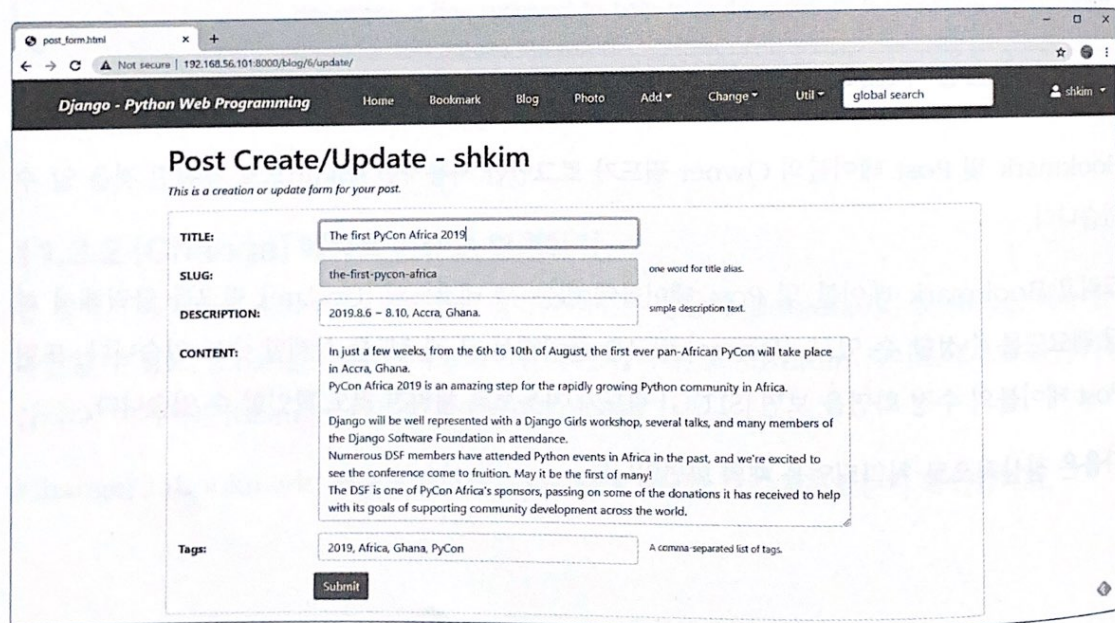 post_form.html
Not secure | 192.168.56.101:8000/blog/6/update/
Django - Python Web Programming Home Bookmark Blog Photo Add Change Util global search shkim
Post Create/Update - shkim
This is a creation or update form for your post.
TITLE: The first PyCon Africa 2019
SLUG: the-first-pycon-africa one word for title alias.
DESCRIPTION: 2019.8.6 – 8.10, Accra, Ghana. simple description text.
CONTENT: In just a few weeks, from the 6th to 10th of August, the first ever pan-African PyCon will take place
in Accra, Ghana.
PyCon Africa 2019 is an amazing step for the rapidly growing Python community in Africa.
Django will be well represented with a Django Girls workshop, several talks, and many members of
the Django Software Foundation in attendance.
Numerous DSF members have attended Python events in Africa in the past, and we're excited to
see the conference come to fruition. May it be the first of many!
The DSF is one of PyCon Africa's sponsors, passing on some of the donations it has received to help
with its goals of supporting community development across the world.
Tags: 2019, Africa, Ghana, PyCon A comma-separated list of tags.
Submit